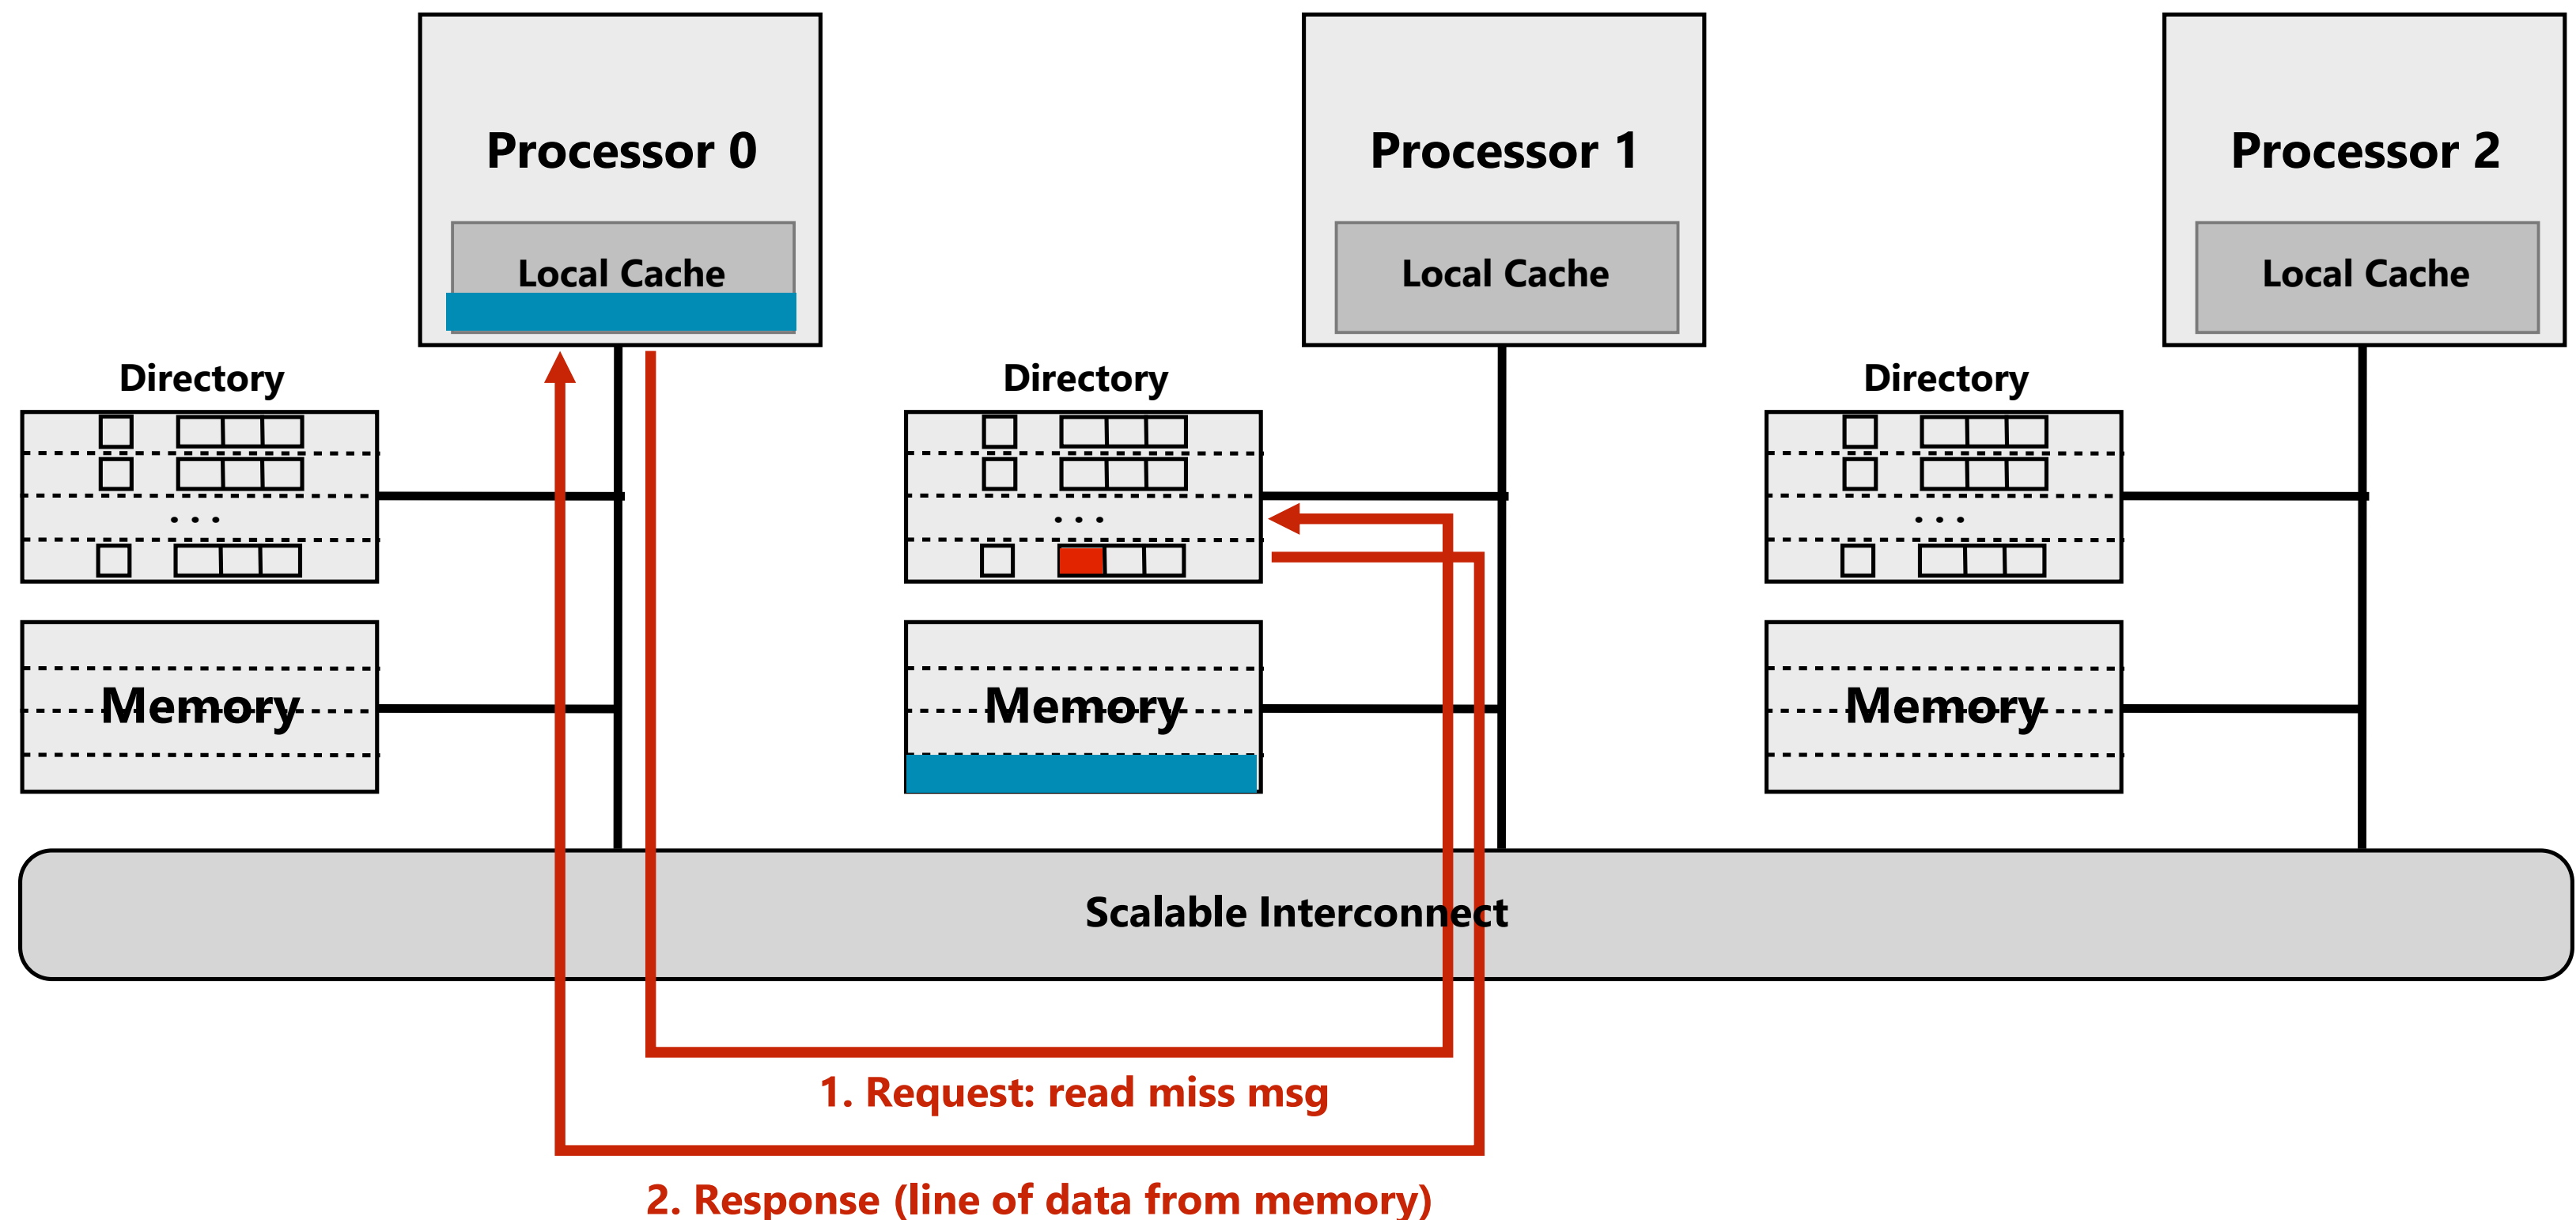 Processor 0
Processor 1
Processor 2
Local Cache
Local Cache
Local Cache
Directory
Directory
Directory
. . .
. . .
. . .
Memory
Memory
Memory
Scalable Interconnect
1. Request: read miss msg
2. Response (line of data from memory)